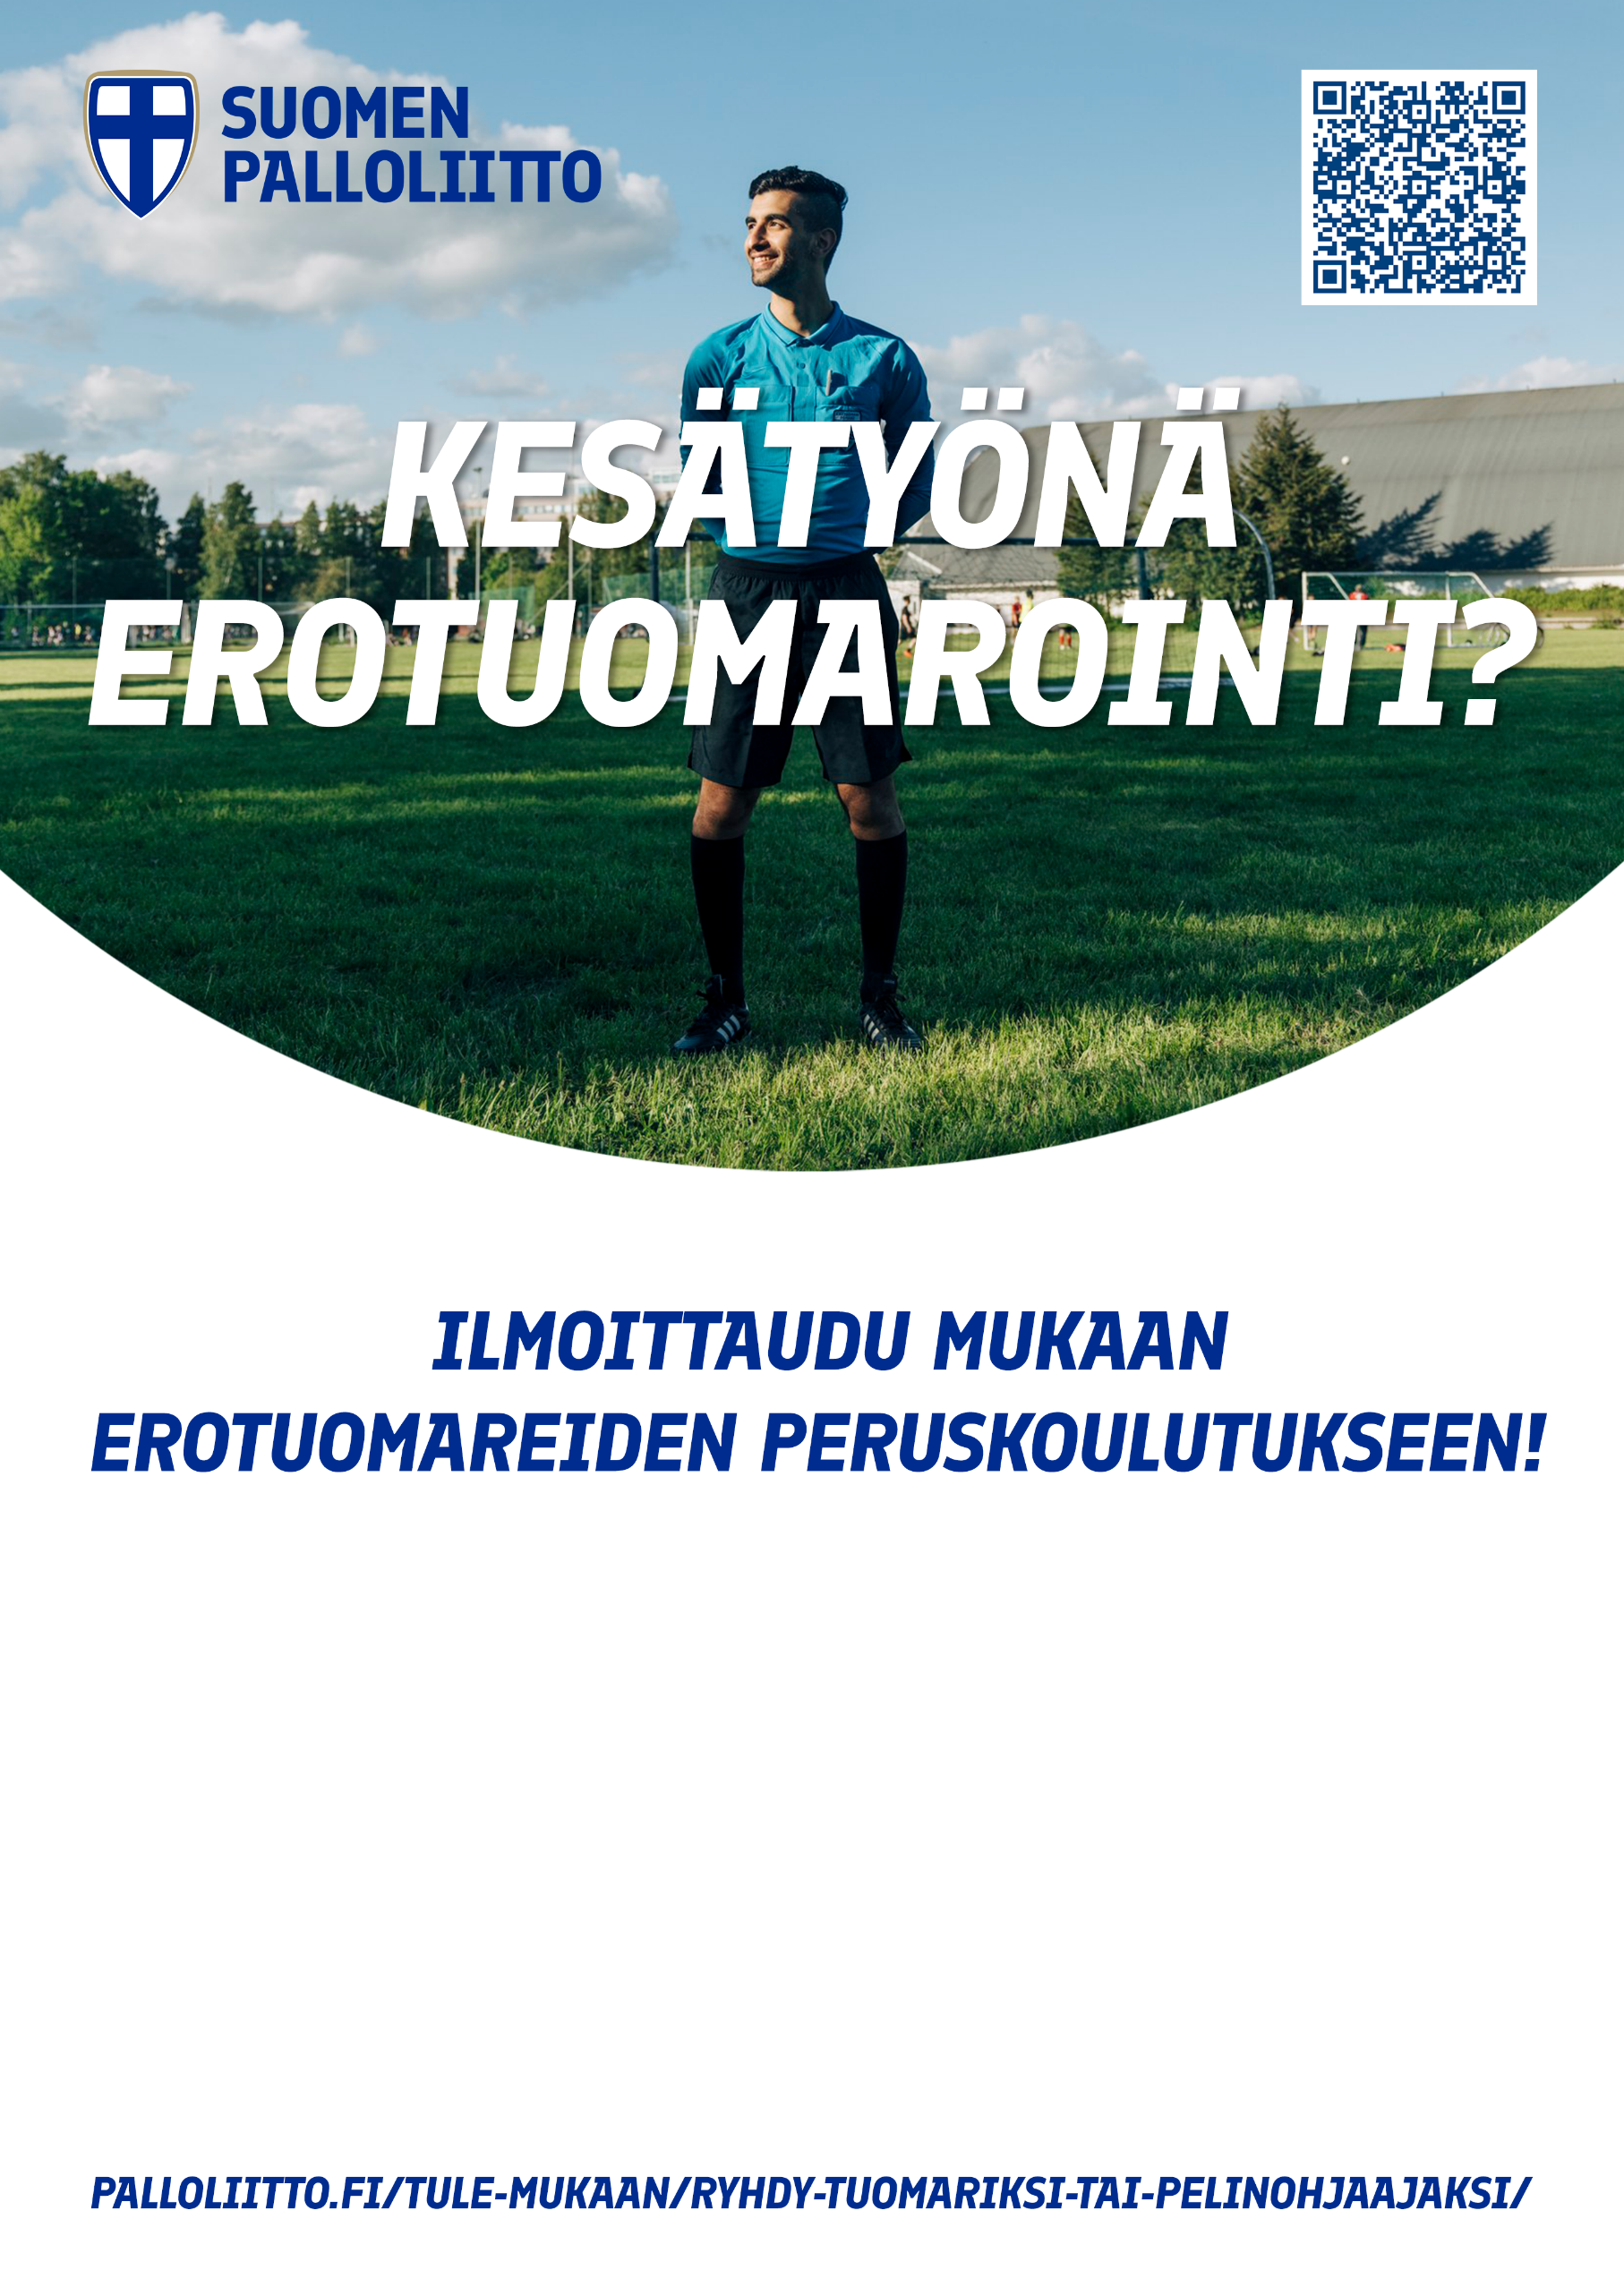 SUOMEN
PALLOLIITTO
KESÄTYÖNÄ
EROTUOMAROINTI?
ILMOITTAUDU MUKAAN
EROTUOMAREIDEN PERUSKOULUTUKSEEN!
PALLOLIITTO.FI/TULE-MUKAAN/RYHDY-TUOMARIKSI-TAI-PELINOHJAAJAKSI/